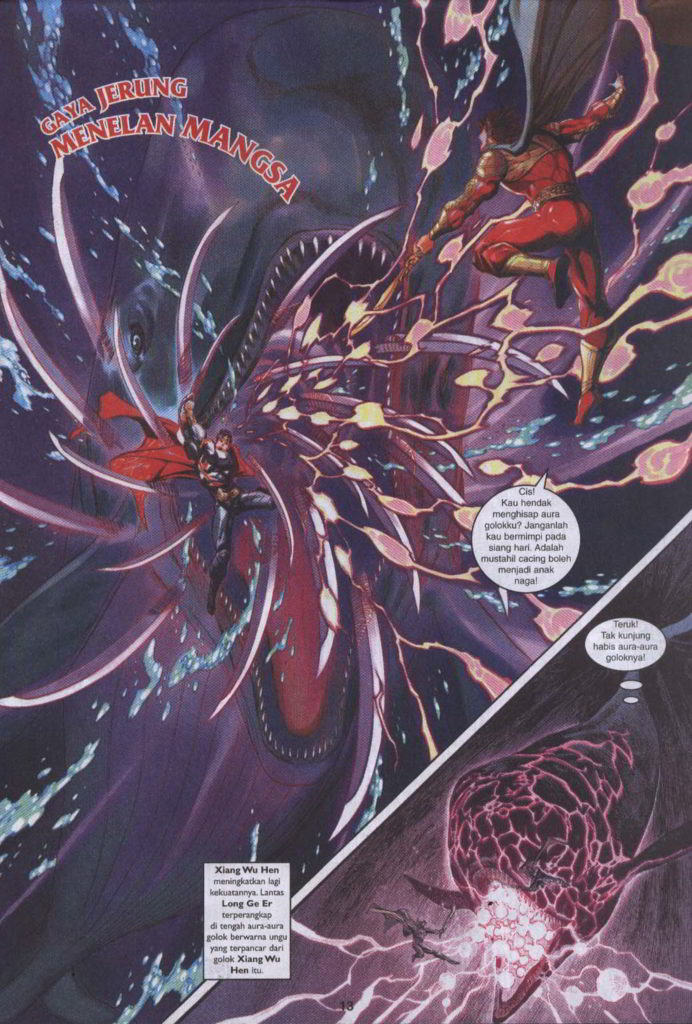 GAYA JERUNG
MENELAN MANGSA
Cis!
Kau hendak
menghisap aura
golokku? Janganlah
kau bermimpi pada
siang hari. Adalah
mustahil cacing boleh
menjadi anak
naga!
Teruk!
Tak kunjung
habis aura-aura
goloknya!
Xiang Wu Hen
meningkatkan lagi
kekuatannya. Lantas
Long Ge Er
terperangkap
di tengah aura-aura
golok berwarna ungu
yang terpancar dari
golok Xiang Wu
Hen itu.
13